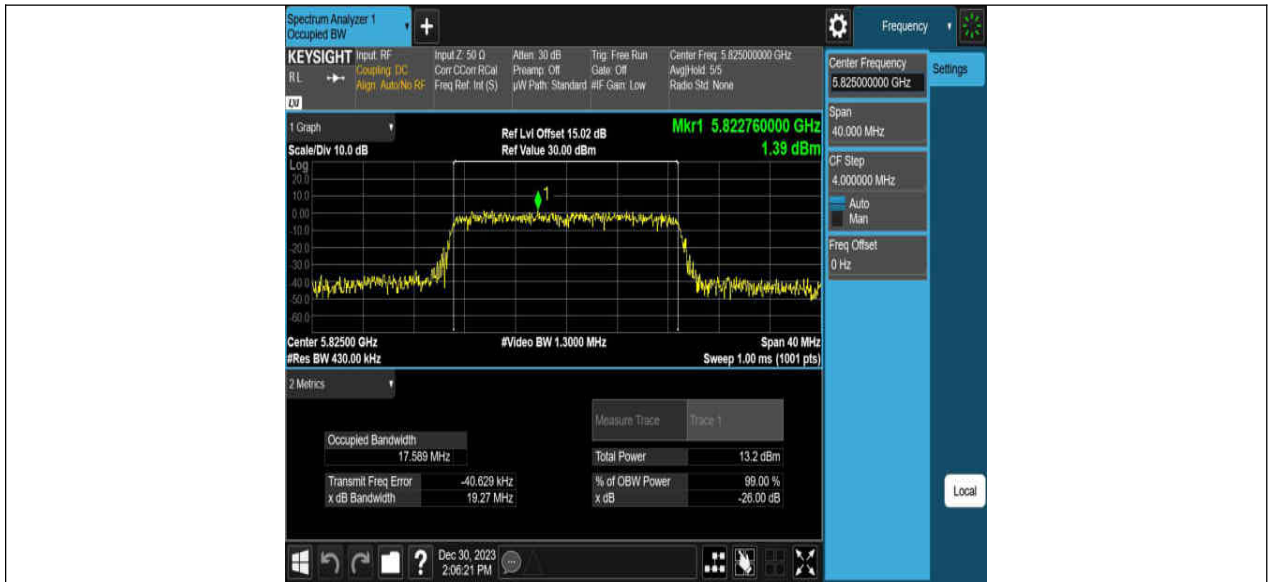 Spectrum Analyzer 1
Occupied BW
+
Frequency
KEYSIGHT
RL
Input: RF
Coupling: DC
Align: Auto/No RF
Input Z: 50 Ω
Corr CCorr RCal
Freq Ref: Int (S)
Atten: 30 dB
Preamp: Off
µW Path: Standard
Trig: Free Run
Gate: Off
#IF Gain: Low
Center Freq: 5.825000000 GHz
Avg|Hold: 5/5
Radio Std: None
Center Frequency
5.825000000 GHz
Settings
Span
40.000 MHz
CF Step
4.000000 MHz
Auto
Man
Freq Offset
0 Hz
Local
1 Graph
Scale/Div 10.0 dB
Ref Lvl Offset 15.02 dB
Ref Value 30.00 dBm
Mkr1 5.822760000 GHz
1.39 dBm
Log
20.0
10.0
0.00
-10.0
-20.0
-30.0
-40.0
-50.0
-60.0
1
Center 5.82500 GHz
#Video BW 1.3000 MHz
Span 40 MHz
#Res BW 430.00 kHz
Sweep 1.00 ms (1001 pts)
2 Metrics
Measure Trace Trace 1
Occupied Bandwidth
17.589 MHz
Total Power 13.2 dBm
Transmit Freq Error -40.629 kHz
% of OBW Power 99.00 %
x dB Bandwidth 19.27 MHz
x dB -26.00 dB
?
Dec 30, 2023
2:06:21 PM